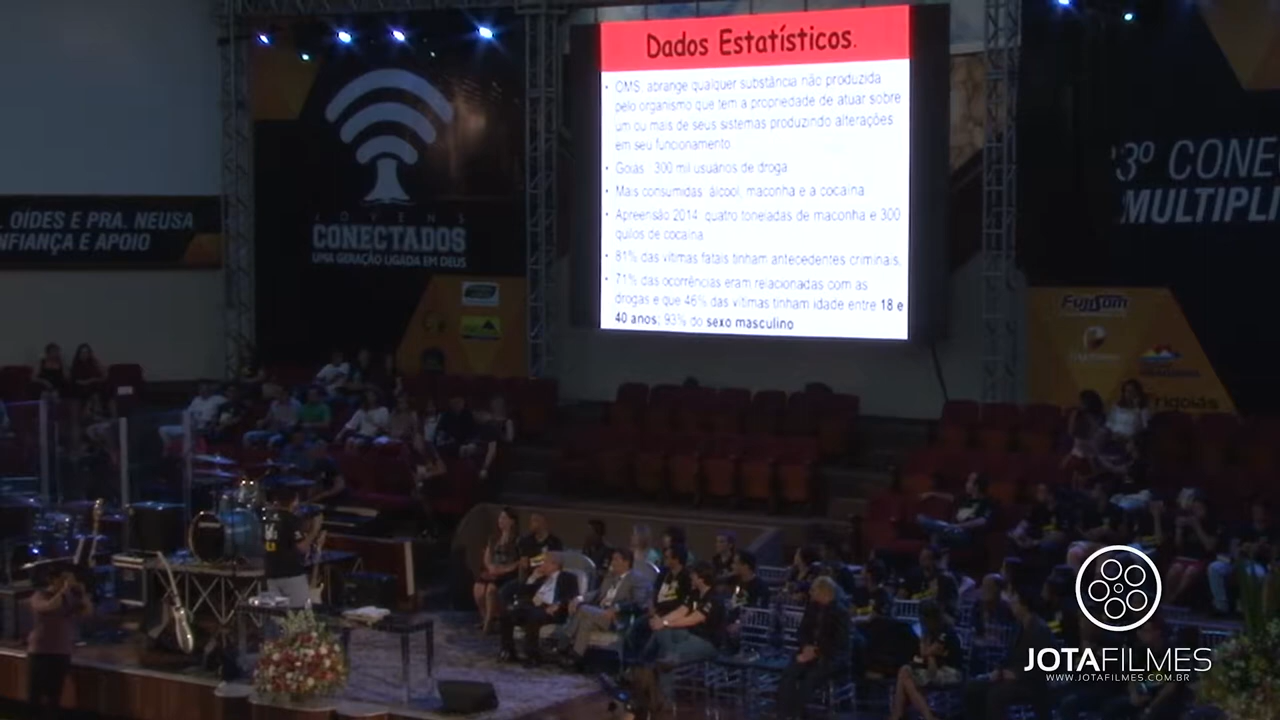 Dados Estatísticos.
• OMS abrange qualquer substância não produzida
pelo organismo que tem a propriedade de atuar sobre
um ou mais de seus sistemas produzindo alterações
em seu funcionamento
• Goias 300 mil usuários de droga
• Mais consumidas álcool, maconha e a cocaína
• Apreensão 2014 quatro toneladas de maconha e 300
quilos de cocaína
• 81% das vítimas fatais tinham antecedentes criminais.
• 71% das ocorrências eram relacionadas com as
drogas e que 46% das vítimas tinham idade entre 18 e
40 anos; 93% do sexo masculino
JOVENS
CONECTADOS
UMA GERAÇÃO LIGADA EM DEUS
OÍDES E PRA. NEUSA
NFIANÇA E APOIO
3º CONE
MULTIPLI
Frigoiás
JOTAFILMES
WWW.JOTAFILMES.COM.BR